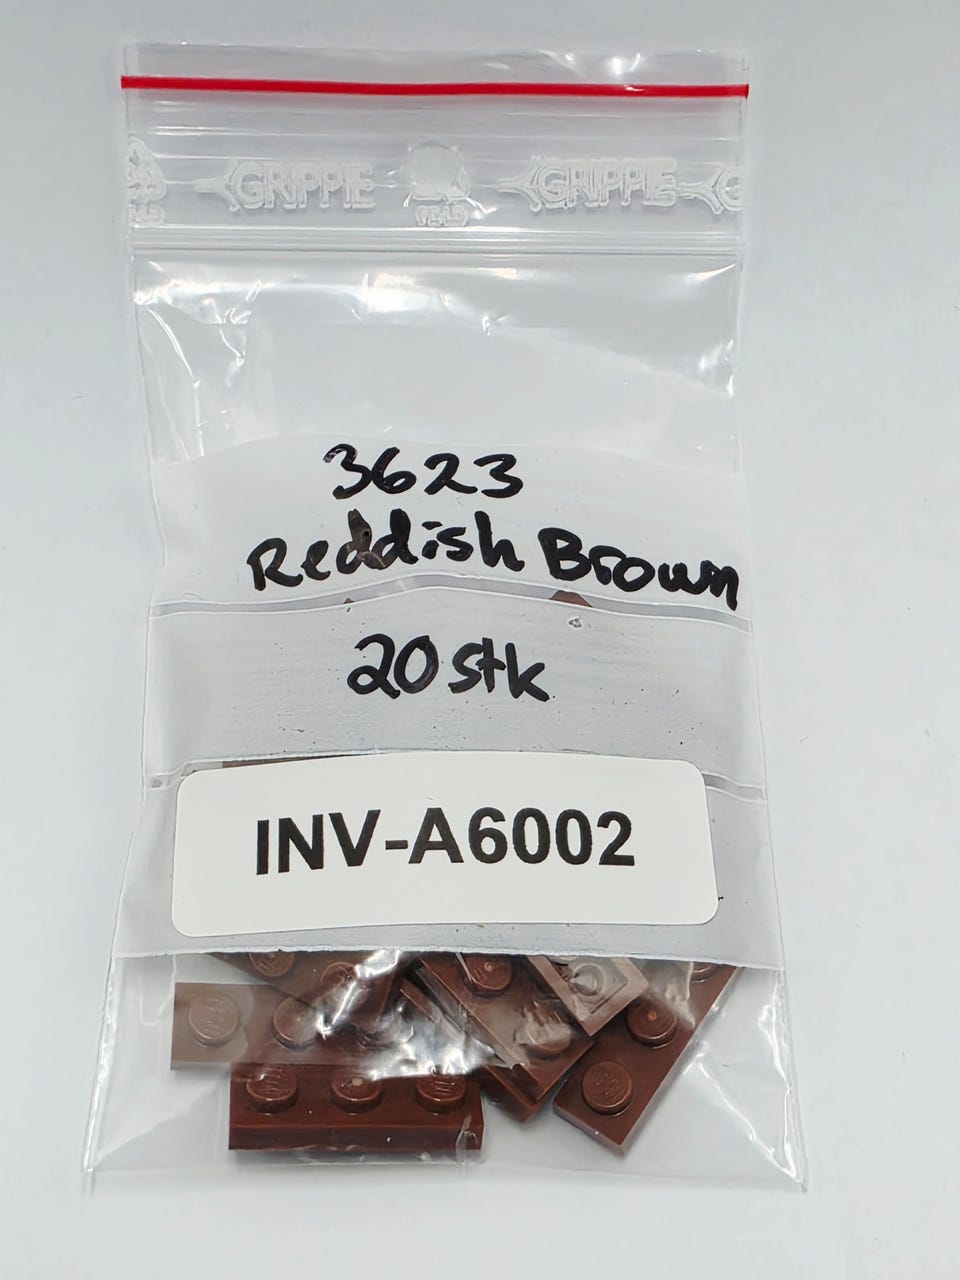 GRIPPIE GRIPPIE
3623
Reddish Brown
20 stk
INV-A6002